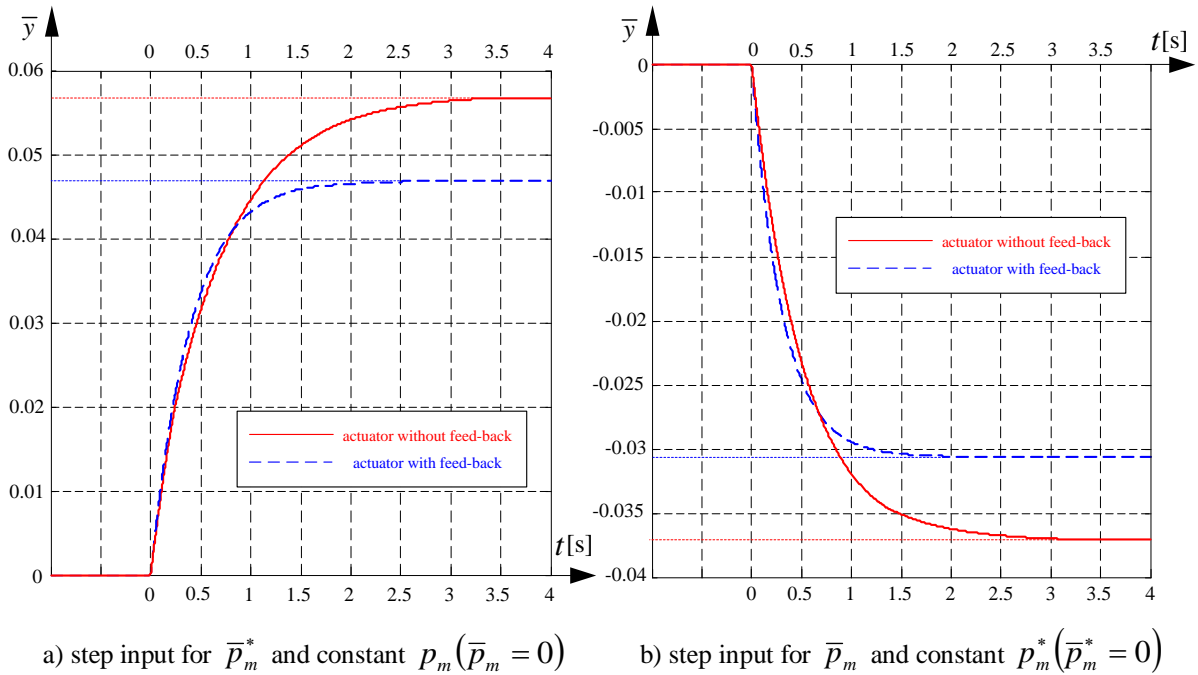 y̅
0 0.5 1 1.5 2 2.5 3 3.5 4
0.06
0.05
0.04
0.03
0.02
0.01
0
actuator without feed-back
actuator with feed-back
t[s]
0 0.5 1 1.5 2 2.5 3 3.5 4
a) step input for p̅*ₘ and constant pₘ(p̅ₘ = 0)
y̅
0 0.5 1 1.5 2 2.5 3 3.5
t[s]
0
-0.005
-0.01
-0.015
-0.02
-0.025
-0.03
-0.035
-0.04
actuator without feed-back
actuator with feed-back
0 0.5 1 1.5 2 2.5 3 3.5 4
b) step input for p̅ₘ and constant p*ₘ(p̅*ₘ = 0)